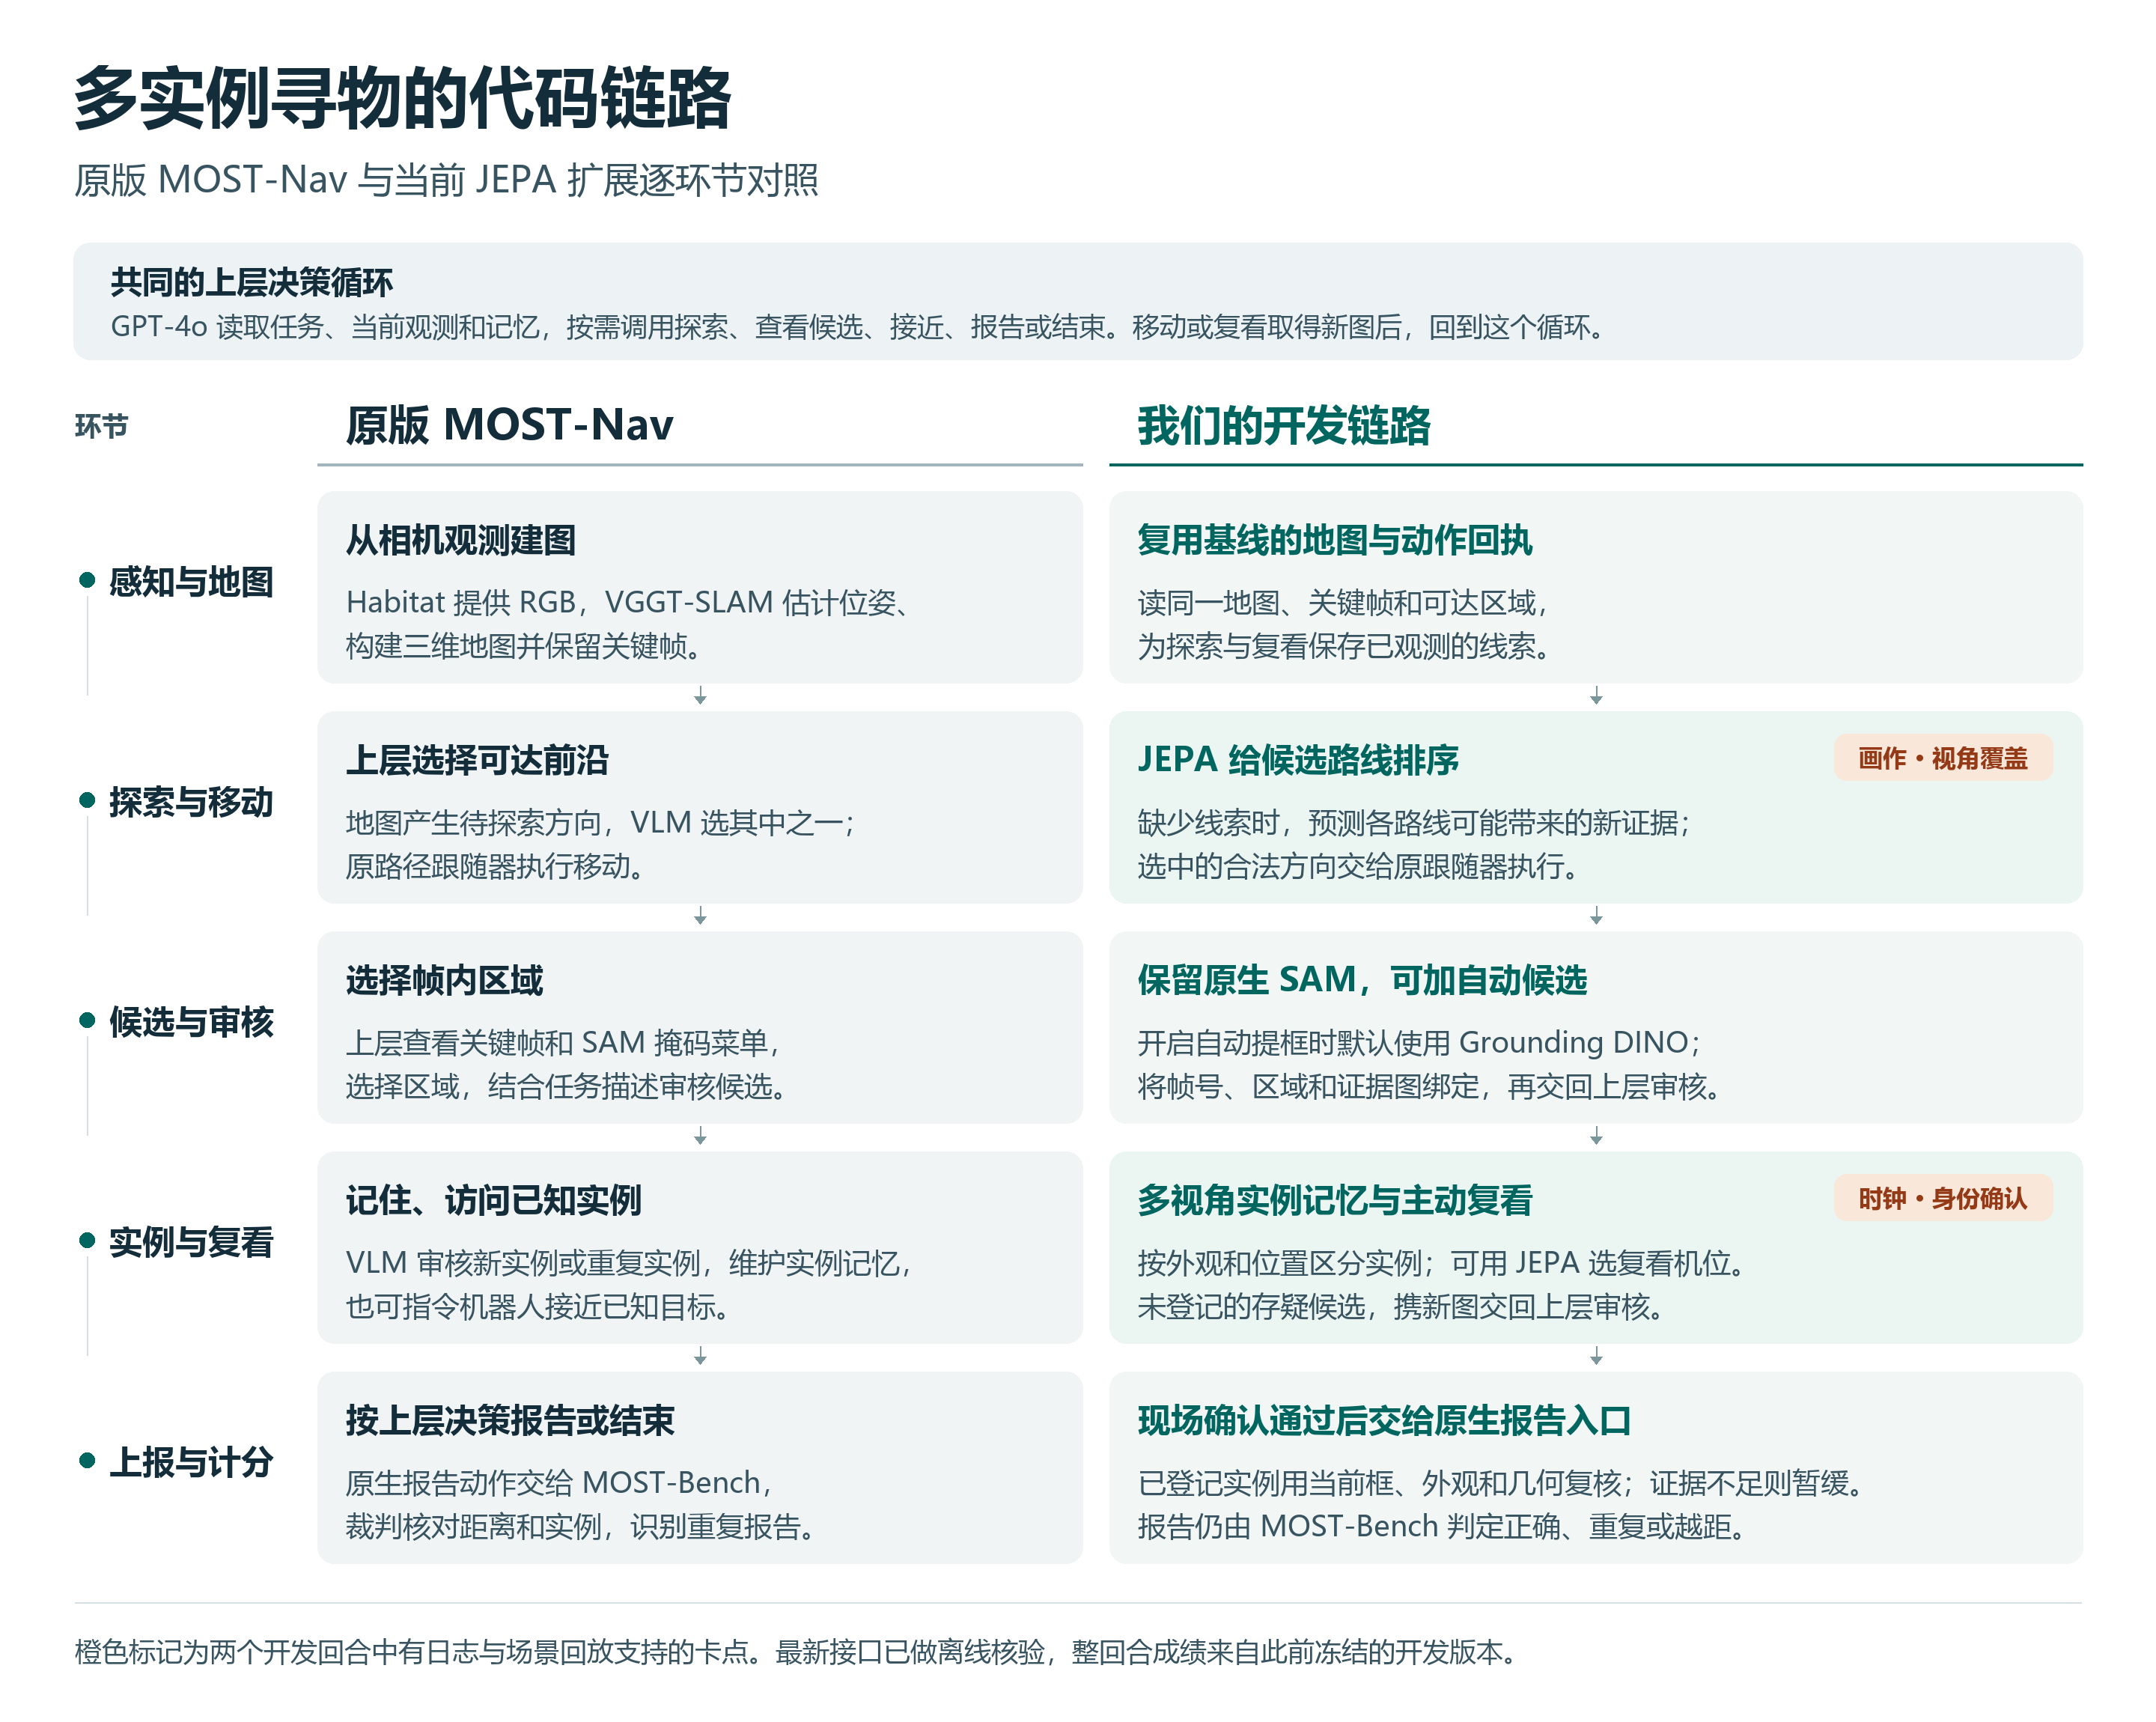 多实例寻物的代码链路
原版 MOST-Nav 与当前 JEPA 扩展逐环节对照
共同的上层决策循环
GPT-4o 读取任务、当前观测和记忆，按需调用探索、查看候选、接近、报告或结束。移动或复看取得新图后，回到这个循环。
环节
原版 MOST-Nav
我们的开发链路
感知与地图
从相机观测建图
Habitat 提供 RGB，VGGT-SLAM 估计位姿、
构建三维地图并保留关键帧。
复用基线的地图与动作回执
读同一地图、关键帧和可达区域，
为探索与复看保存已观测的线索。
探索与移动
上层选择可达前沿
地图产生待探索方向，VLM 选其中之一；
原路径跟随器执行移动。
JEPA 给候选路线排序
画作·视角覆盖
缺少线索时，预测各路线可能带来的新证据；
选中的合法方向交给原跟随器执行。
候选与审核
选择帧内区域
上层查看关键帧和 SAM 掩码菜单，
选择区域，结合任务描述审核候选。
保留原生 SAM，可加自动候选
开启自动提框时默认使用 Grounding DINO；
将帧号、区域和证据图绑定，再交回上层审核。
实例与复看
记住、访问已知实例
VLM 审核新实例或重复实例，维护实例记忆，
也可指令机器人接近已知目标。
多视角实例记忆与主动复看
时钟·身份确认
按外观和位置区分实例；可用 JEPA 选复看机位。
未登记的存疑候选，携新图交回上层审核。
上报与计分
按上层决策报告或结束
原生报告动作交给 MOST-Bench，
裁判核对距离和实例，识别重复报告。
现场确认通过后交给原生报告入口
已登记实例用当前框、外观和几何复核；证据不足则暂缓。
报告仍由 MOST-Bench 判定正确、重复或越距。
橙色标记为两个开发回合中有日志与场景回放支持的卡点。最新接口已做离线核验，整回合成绩来自此前冻结的开发版本。